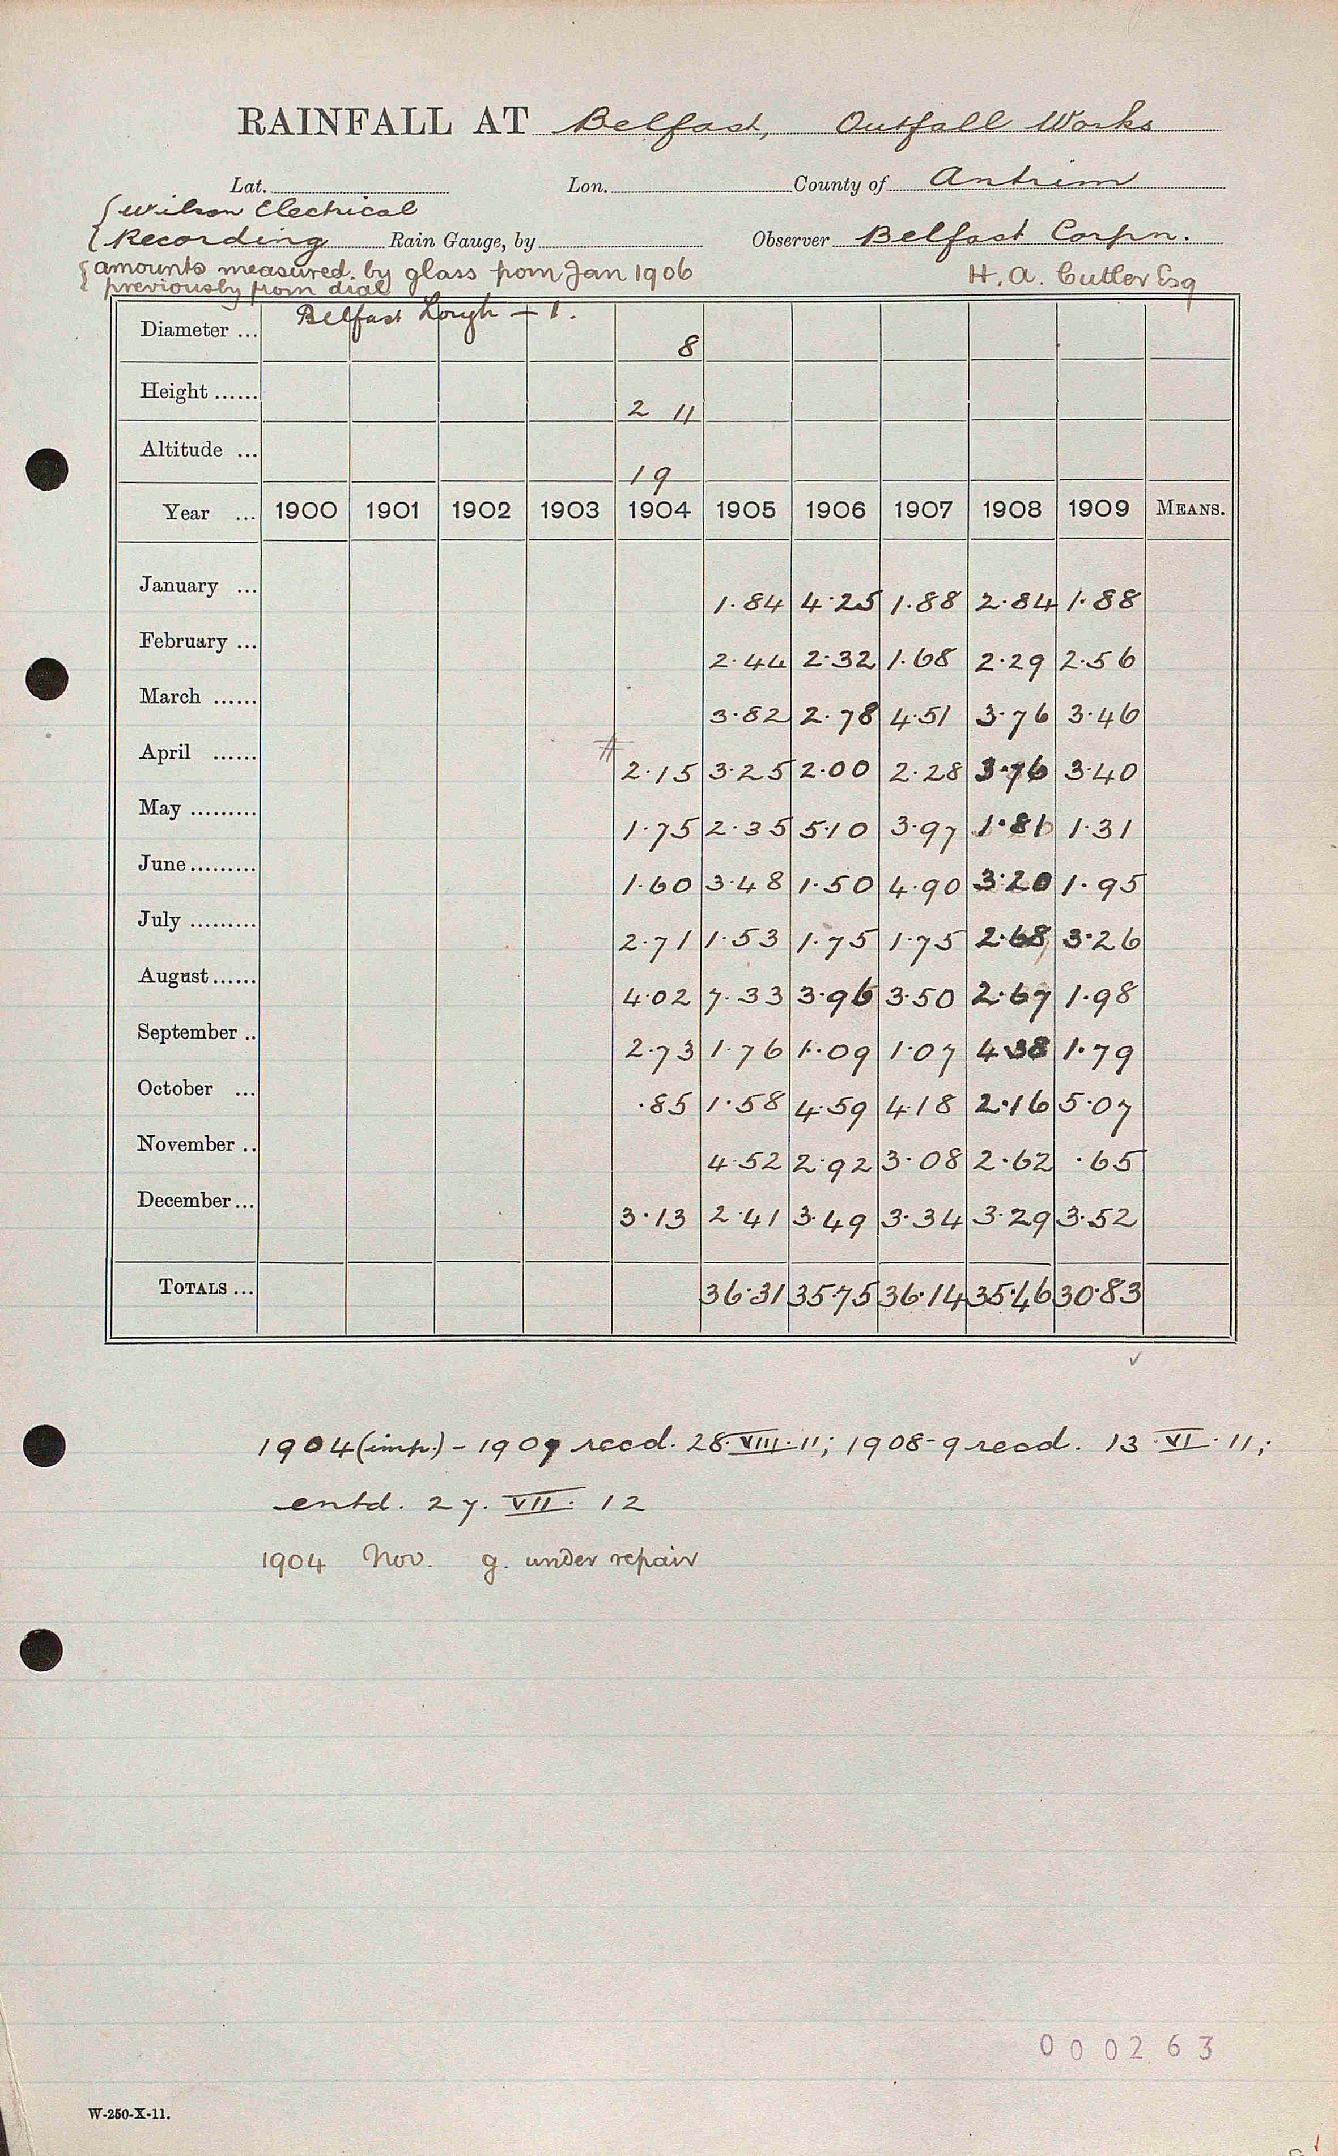 RAINFALL AT Belfast, Outfall Works
Lat. Lon. County of Antrim
{Wilson Electrical
{Recording Rain Gauge, by Observer Belfast Corpn.
{amounts measured by glass from Jan 1906 H. A. Cutler Esq
{previously from dial
Belfast Lough - 1.
Diameter ... 8
Height ...... 2 11
Altitude ... 19
Year ... 1900 1901 1902 1903 1904 1905 1906 1907 1908 1909 MEANS.
January ... 1.84 4.25 1.88 2.84 1.88
February ... 2.44 2.32 1.68 2.29 2.56
March ...... 3.82 2.78 4.51 3.76 3.46
April ...... # 2.15 3.25 2.00 2.28 3.76 3.40
May ......... 1.75 2.35 5.10 3.97 1.81 1.31
June ......... 1.60 3.48 1.50 4.90 3.20 1.95
July ......... 2.71 1.53 1.75 1.75 2.68 3.26
August ...... 4.02 7.33 3.96 3.50 2.67 1.98
September .. 2.73 1.76 1.09 1.07 4.38 1.79
October ... .85 1.58 4.59 4.18 2.16 5.07
November .. 4.52 2.92 3.08 2.62 .65
December ... 3.13 2.41 3.49 3.34 3.29 3.52
TOTALS ... 36.31 35.75 36.14 35.46 30.83
✓
1904 (imp.) - 1907 recd. 28.VIII.11; 1908-9 recd. 13.VI.11;
entd. 27.VII.12
1904 Nov. g. under repair
000263
W-250-X-11.